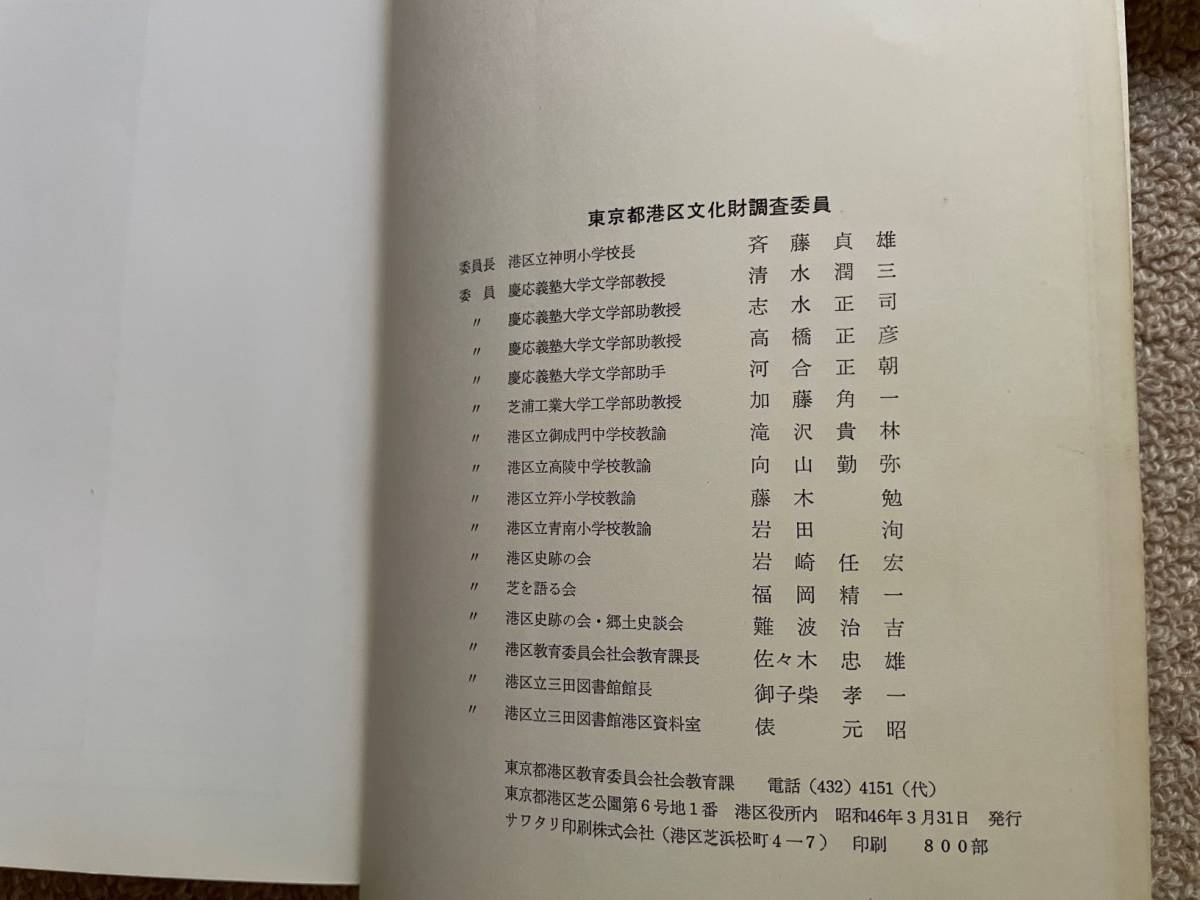 東京都港区文化財調査委員
委員長 港区立神明小学校長 斉藤貞雄
委員 慶応義塾大学文学部教授 清水潤三
〃 慶応義塾大学文学部助教授 志水正司
〃 慶応義塾大学文学部助教授 高橋正彦
〃 慶応義塾大学文学部助手 河合正朝
〃 芝浦工業大学工学部助教授 加藤角一
〃 港区立御成門中学校教諭 滝沢貴林
〃 港区立高陵中学校教諭 向山勤弥
〃 港区立笄小学校教諭 藤木勉
〃 港区立青南小学校教諭 岩田洵
〃 港区史跡の会 岩崎任宏
〃 芝を語る会 福岡精一
〃 港区史跡の会・郷土史談会 難波治吉
〃 港区教育委員会社会教育課長 佐々木忠雄
〃 港区立三田図書館館長 御子柴孝一
〃 港区立三田図書館港区資料室 俵元昭
東京都港区教育委員会社会教育課 電話(432)4151(代)
東京都港区芝公園第6号地1番 港区役所内 昭和46年3月31日 発行
サワタリ印刷株式会社(港区芝浜松町4―7) 印刷 800部